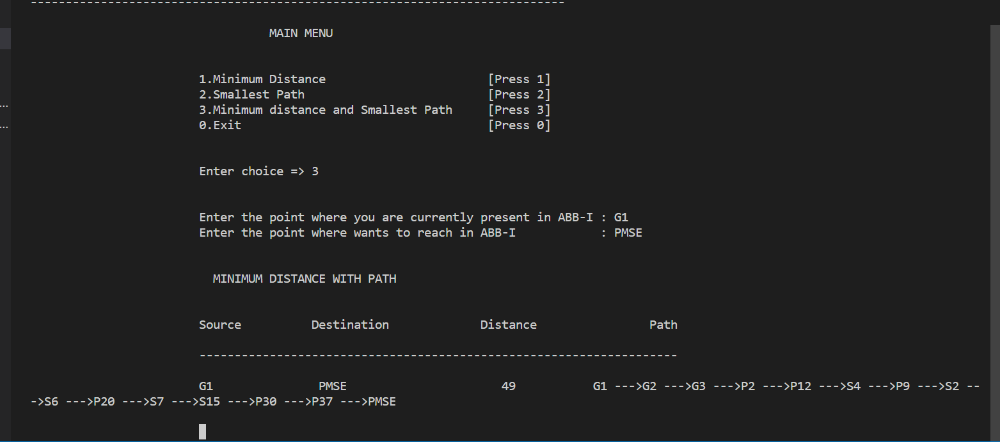 ----------------------------------------------------------------------------
MAIN MENU
1.Minimum Distance [Press 1]
2.Smallest Path [Press 2]
3.Minimum distance and Smallest Path [Press 3]
0.Exit [Press 0]
Enter choice => 3
Enter the point where you are currently present in ABB-I : G1
Enter the point where wants to reach in ABB-I : PMSE
MINIMUM DISTANCE WITH PATH
Source Destination Distance Path
--------------------------------------------------------------------
G1 PMSE 49 G1 --->G2 --->G3 --->P2 --->P12 --->S4 --->P9 --->S2 --
->S6 --->P20 --->S7 --->S15 --->P30 --->P37 --->PMSE